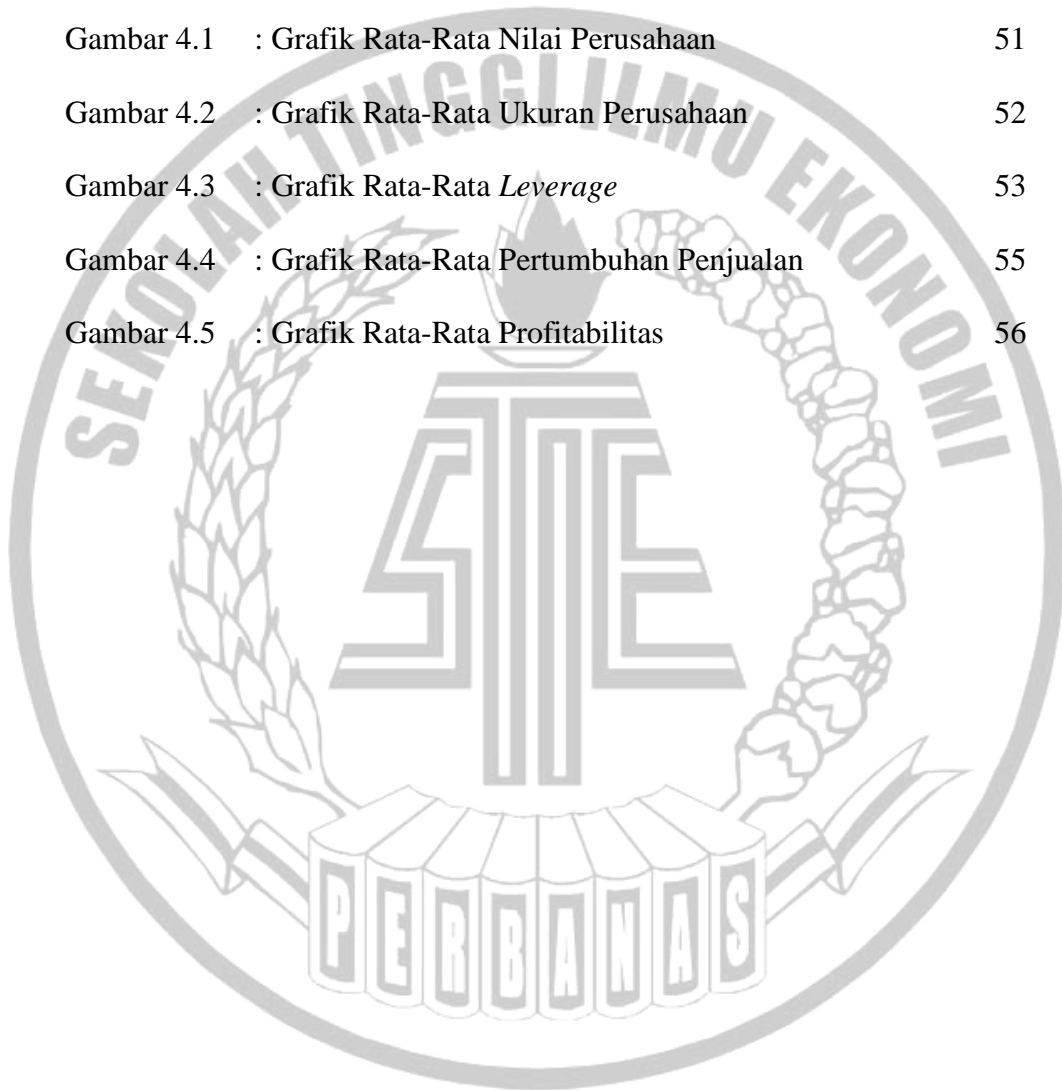 Gambar 4.1 : Grafik Rata-Rata Nilai Perusahaan 51
Gambar 4.2 : Grafik Rata-Rata Ukuran Perusahaan 52
Gambar 4.3 : Grafik Rata-Rata Leverage 53
Gambar 4.4 : Grafik Rata-Rata Pertumbuhan Penjualan 55
Gambar 4.5 : Grafik Rata-Rata Profitabilitas 56
SEKOLAH TINGGI ILMU EKONOMI
STIE
PERBANAS